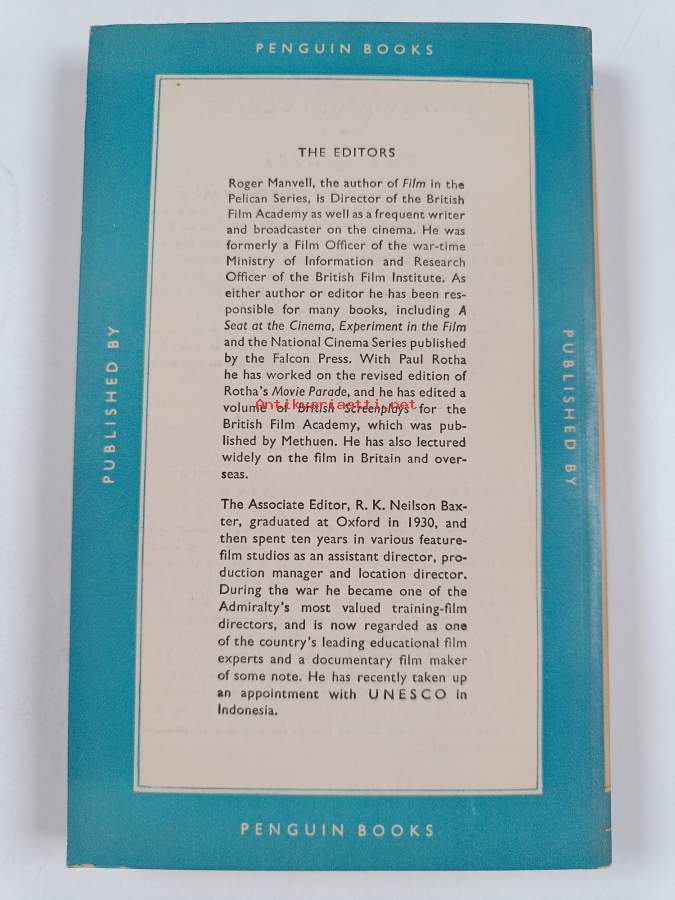 PENGUIN BOOKS
THE EDITORS
Roger Manvell, the author of Film in the
Pelican Series, is Director of the British
Film Academy as well as a frequent writer
and broadcaster on the cinema. He was
formerly a Film Officer of the war-time
Ministry of Information and Research
Officer of the British Film Institute. As
either author or editor he has been res-
ponsible for many books, including A
Seat at the Cinema, Experiment in the Film
and the National Cinema Series published
by the Falcon Press. With Paul Rotha
he has worked on the revised edition of
Rotha's Movie Parade, and he has edited a
volume of British Screenplays for the
Antikvariaatti.net
British Film Academy, which was pub-
lished by Methuen. He has also lectured
widely on the film in Britain and over-
seas.
The Associate Editor, R. K. Neilson Bax-
ter, graduated at Oxford in 1930, and
then spent ten years in various feature-
film studios as an assistant director, pro-
duction manager and location director.
During the war he became one of the
Admiralty's most valued training-film
directors, and is now regarded as one
of the country's leading educational film
experts and a documentary film maker
of some note. He has recently taken up
an appointment with UNESCO in
Indonesia.
PUBLISHED BY
PUBLISHED BY
PENGUIN BOOKS